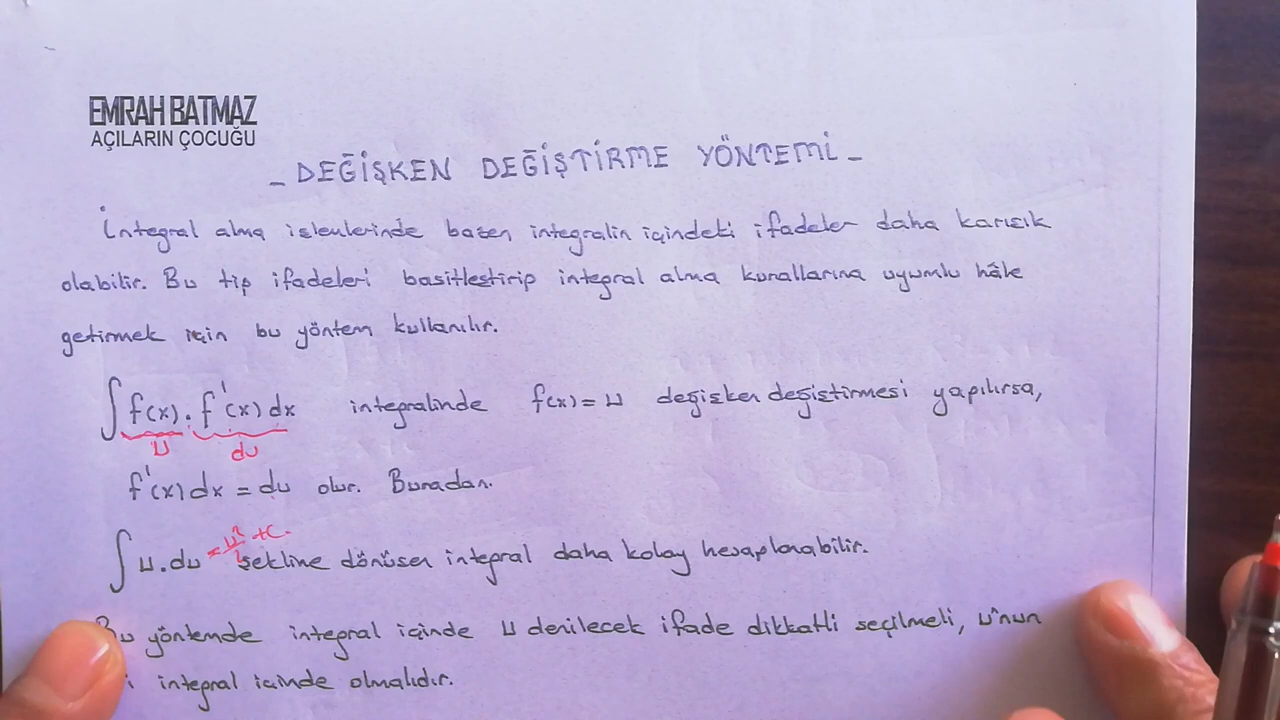 EMRAH BATMAZ
AÇILARIN ÇOCUĞU
- DEĞİŞKEN DEĞİŞTİRME YÖNTEMİ -
İntegral alma işlemlerinde bazen integralin içindeki ifadeler daha karışık
olabilir. Bu tip ifadeleri basitleştirip integral alma kurallarına uyumlu hâle
getirmek için bu yöntem kullanılır.
∫ f(x) . f'(x) dx integralinde f(x) = u değişken değiştirmesi yapılırsa,
u du
f'(x) dx = du olur. Buradan.
∫ u . du = u²/ +c. şekline dönüşen integral daha kolay hesaplanabilir.
Bu yöntemde integral içinde u denilecek ifade dikkatli seçilmeli, u'nun
integral içinde olmalıdır.